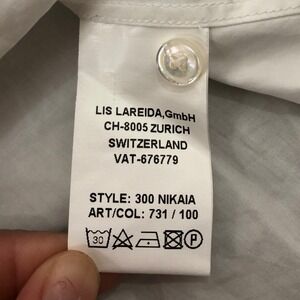 LIS LAREIDA,GmbH
CH-8005 ZURICH
SWITZERLAND
VAT-676779
STYLE: 300 NIKAIA
ART/COL: 731 / 100
30 P